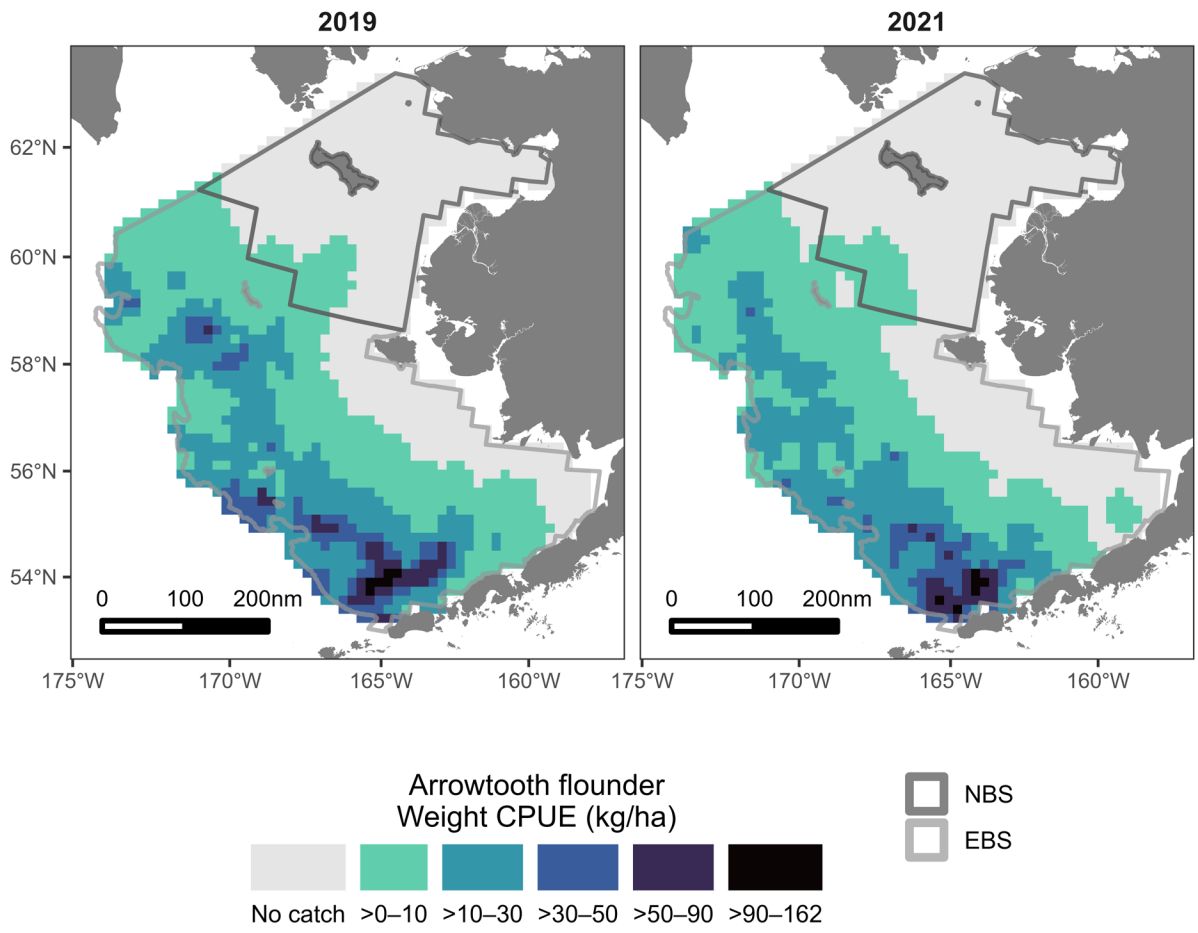 2019
2021
62°N
60°N
58°N
56°N
54°N
0 100 200nm
0 100 200nm
175°W 170°W 165°W 160°W
175°W 170°W 165°W 160°W
Arrowtooth flounder
Weight CPUE (kg/ha)
No catch >0–10 >10–30 >30–50 >50–90 >90–162
NBS
EBS